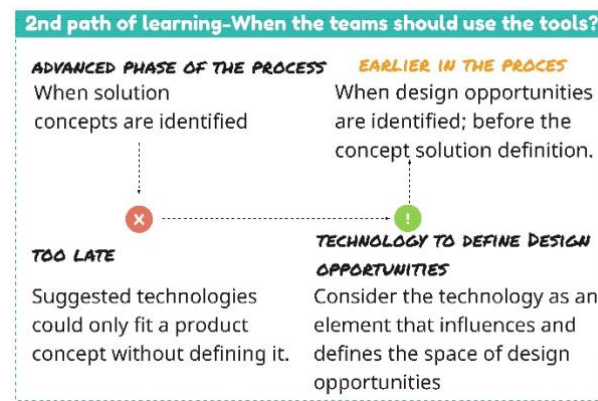 2nd path of learning-When the teams should use the tools?
ADVANCED PHASE OF THE PROCESS
When solution
concepts are identified
EARLIER IN THE PROCES
When design opportunities
are identified; before the
concept solution definition.
X
!
TOO LATE
Suggested technologies
could only fit a product
concept without defining it.
TECHNOLOGY TO DEFINE DESIGN
OPPORTUNITIES
Consider the technology as an
element that influences and
defines the space of design
opportunities